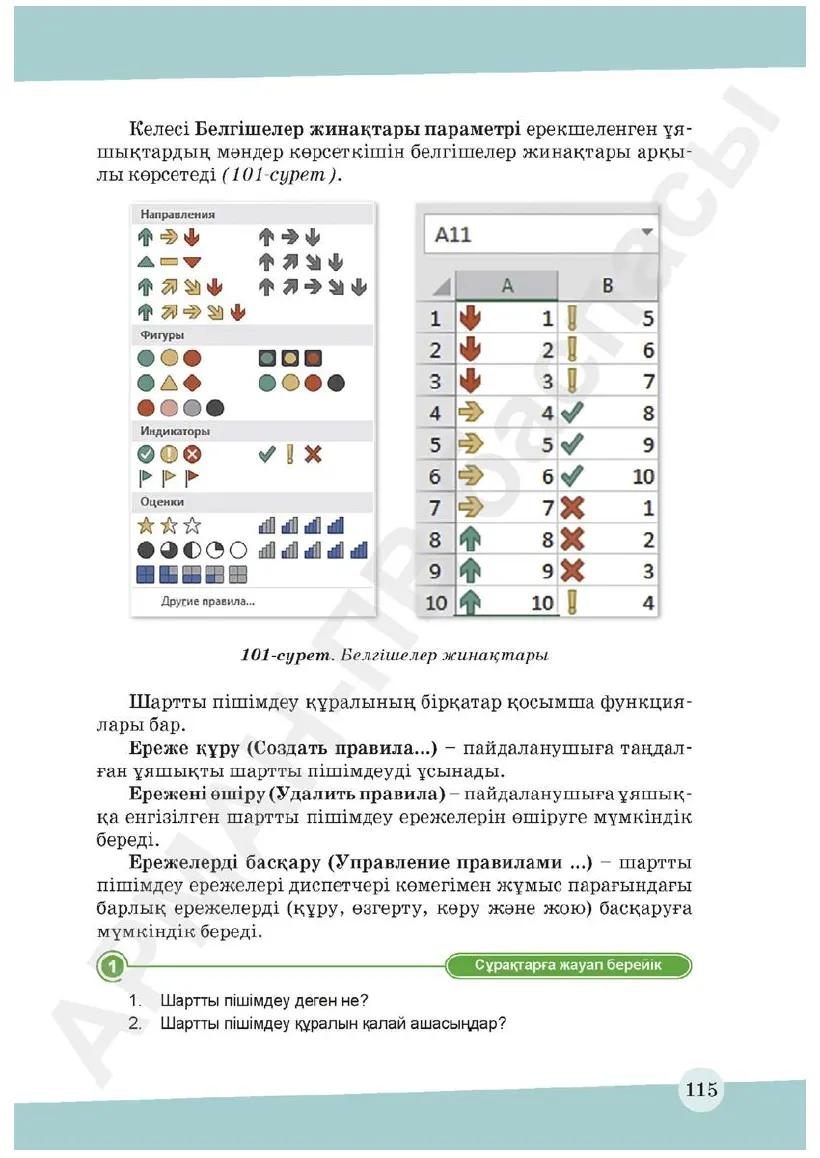 Келесі Белгішелер жинақтары параметрі ерекшеленген ұя-
шықтардың мәндер көрсеткішін белгішелер жинақтары арқы-
лы көрсетеді (101-сурет).
Направления
Фигуры
Индикаторы
Оценки
Другие правила...
A11
A B
1 1 5
2 2 6
3 3 7
4 4 8
5 5 9
6 6 10
7 7 1
8 8 2
9 9 3
10 10 4
101-сурет. Белгішелер жинақтары
Шартты пішімдеу құралының бірқатар қосымша функция-
лары бар.
Ереже құру (Создать правила...) – пайдаланушыға таңдал-
ған ұяшықты шартты пішімдеуді ұсынады.
Ережені өшіру (Удалить правила) – пайдаланушыға ұяшық-
қа енгізілген шартты пішімдеу ережелерін өшіруге мүмкіндік
береді.
Ережелерді басқару (Управление правилами ...) – шартты
пішімдеу ережелері диспетчері көмегімен жұмыс парағындағы
барлық ережелерді (құру, өзгерту, көру және жою) басқаруға
мүмкіндік береді.
1 Сұрақтарға жауап берейік
1. Шартты пішімдеу деген не?
2. Шартты пішімдеу құралын қалай ашасыңдар?
115
АРМАН-ПВ баспасы